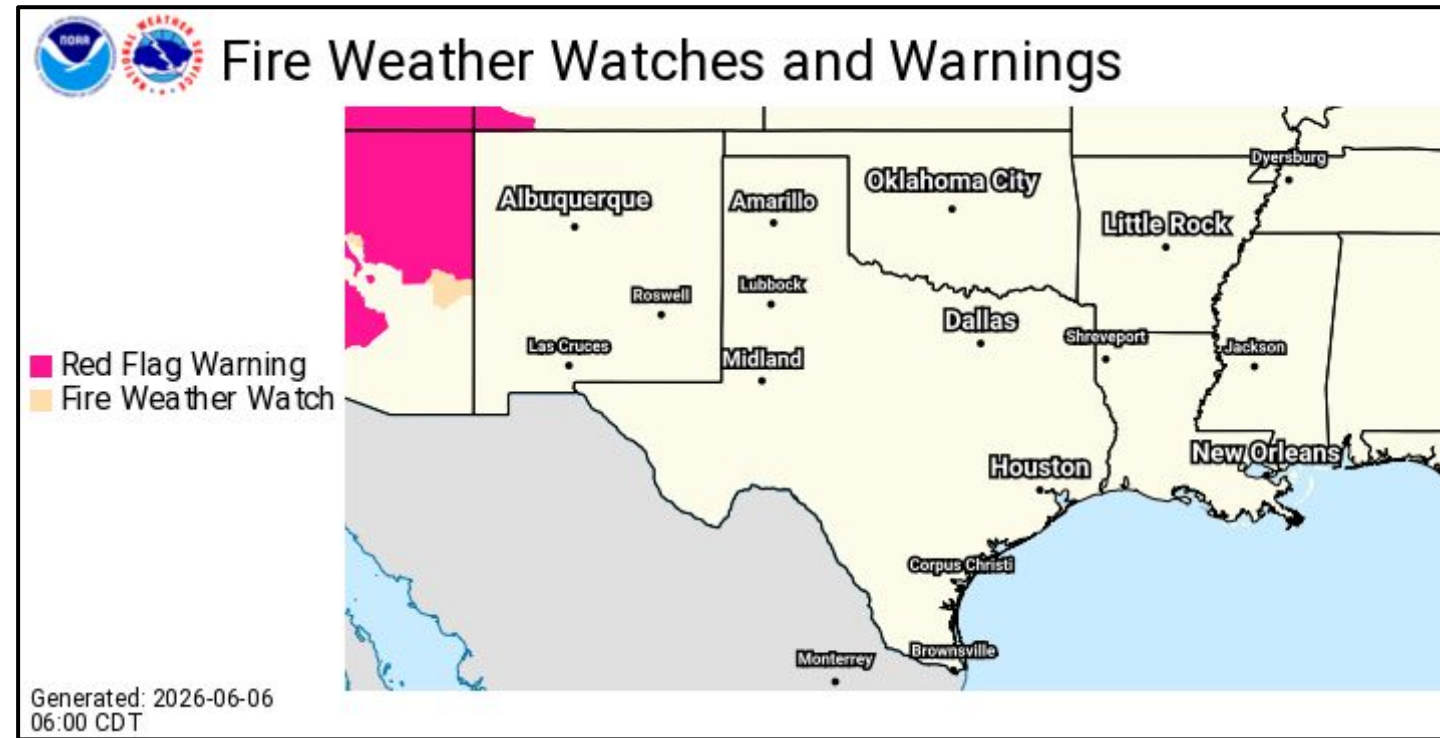 NOAA
NATIONAL WEATHER SERVICE
Fire Weather Watches and Warnings
Dyersburg
Oklahoma City
Albuquerque
Amarillo
Little Rock
Lubbock
Roswell
Dallas
Shreveport
Las Cruces
Jackson
Midland
Red Flag Warning
Fire Weather Watch
New Orleans
Houston
Corpus Christi
Brownsville
Monterrey
Generated: 2026-06-06
06:00 CDT